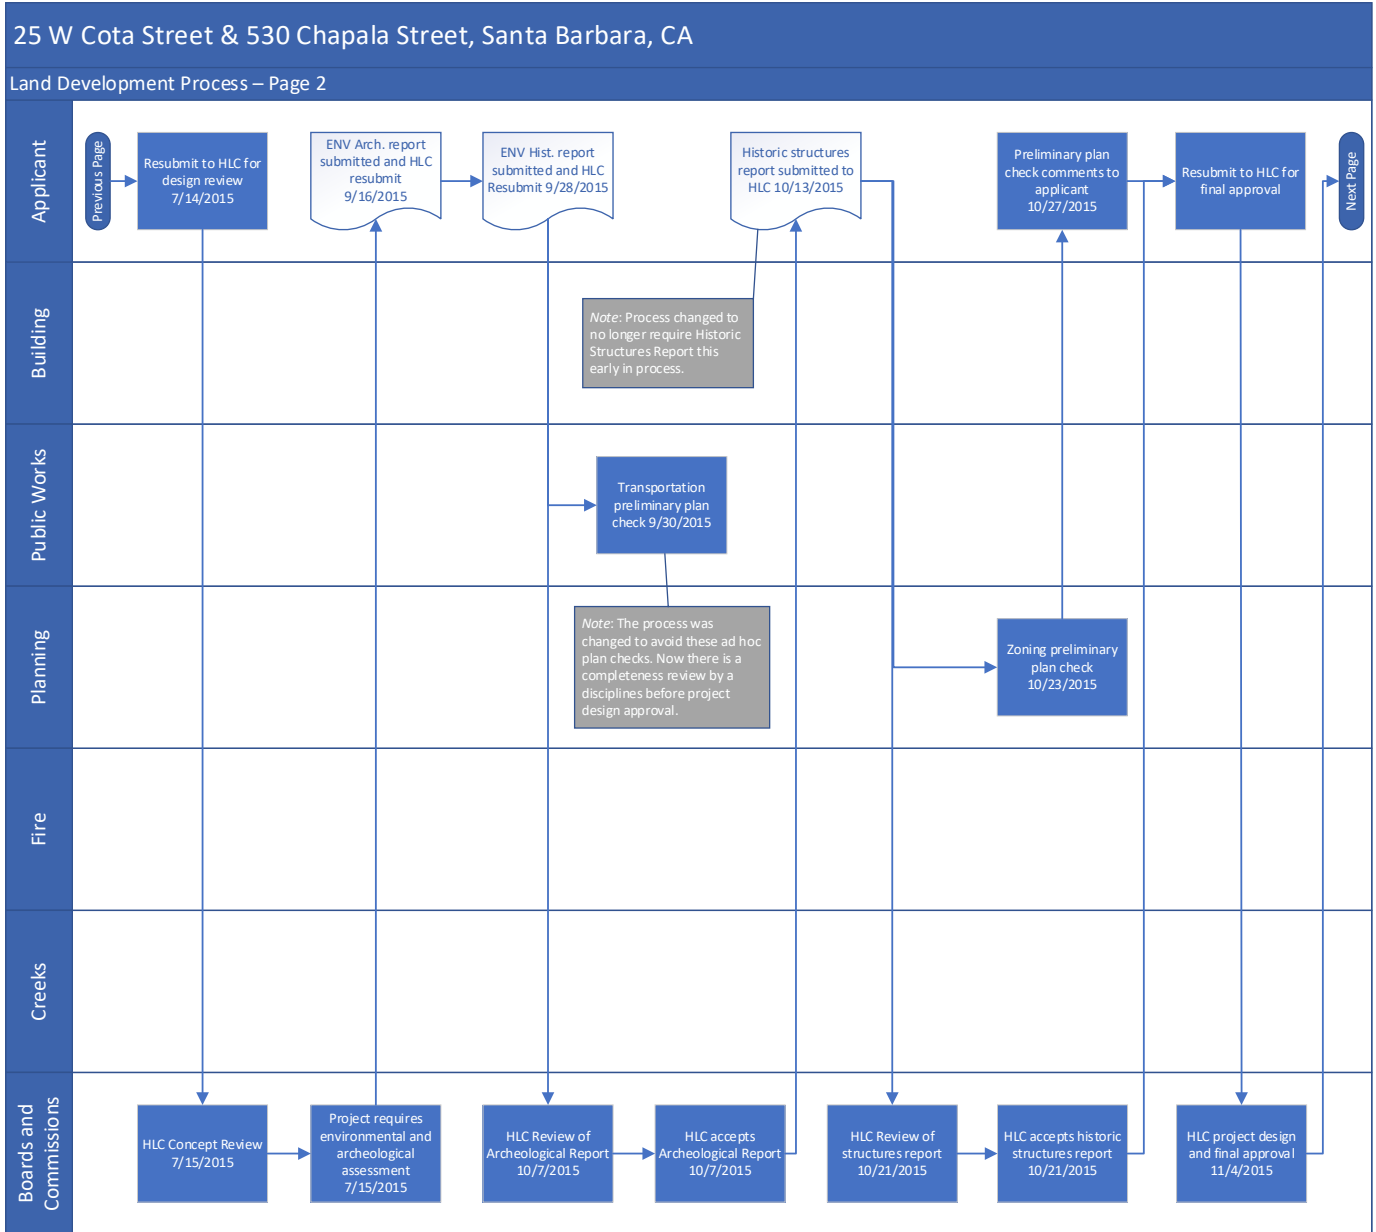 25 W Cota Street & 530 Chapala Street, Santa Barbara, CA
Land Development Process – Page 2
Applicant
Previous Page
Resubmit to HLC for
design review
7/14/2015
ENV Arch. report
submitted and HLC
resubmit
9/16/2015
ENV Hist. report
submitted and HLC
Resubmit 9/28/2015
Historic structures
report submitted to
HLC 10/13/2015
Preliminary plan
check comments to
applicant
10/27/2015
Resubmit to HLC for
final approval
Next Page
Building
Note: Process changed to
no longer require Historic
Structures Report this
early in process.
Public Works
Transportation
preliminary plan
check 9/30/2015
Planning
Note: The process was
changed to avoid these ad hoc
plan checks. Now there is a
completeness review by a
disciplines before project
design approval.
Zoning preliminary
plan check
10/23/2015
Fire
Creeks
Boards and
Commissions
HLC Concept Review
7/15/2015
Project requires
environmental and
archeological
assessment
7/15/2015
HLC Review of
Archeological Report
10/7/2015
HLC accepts
Archeological Report
10/7/2015
HLC Review of
structures report
10/21/2015
HLC accepts historic
structures report
10/21/2015
HLC project design
and final approval
11/4/2015